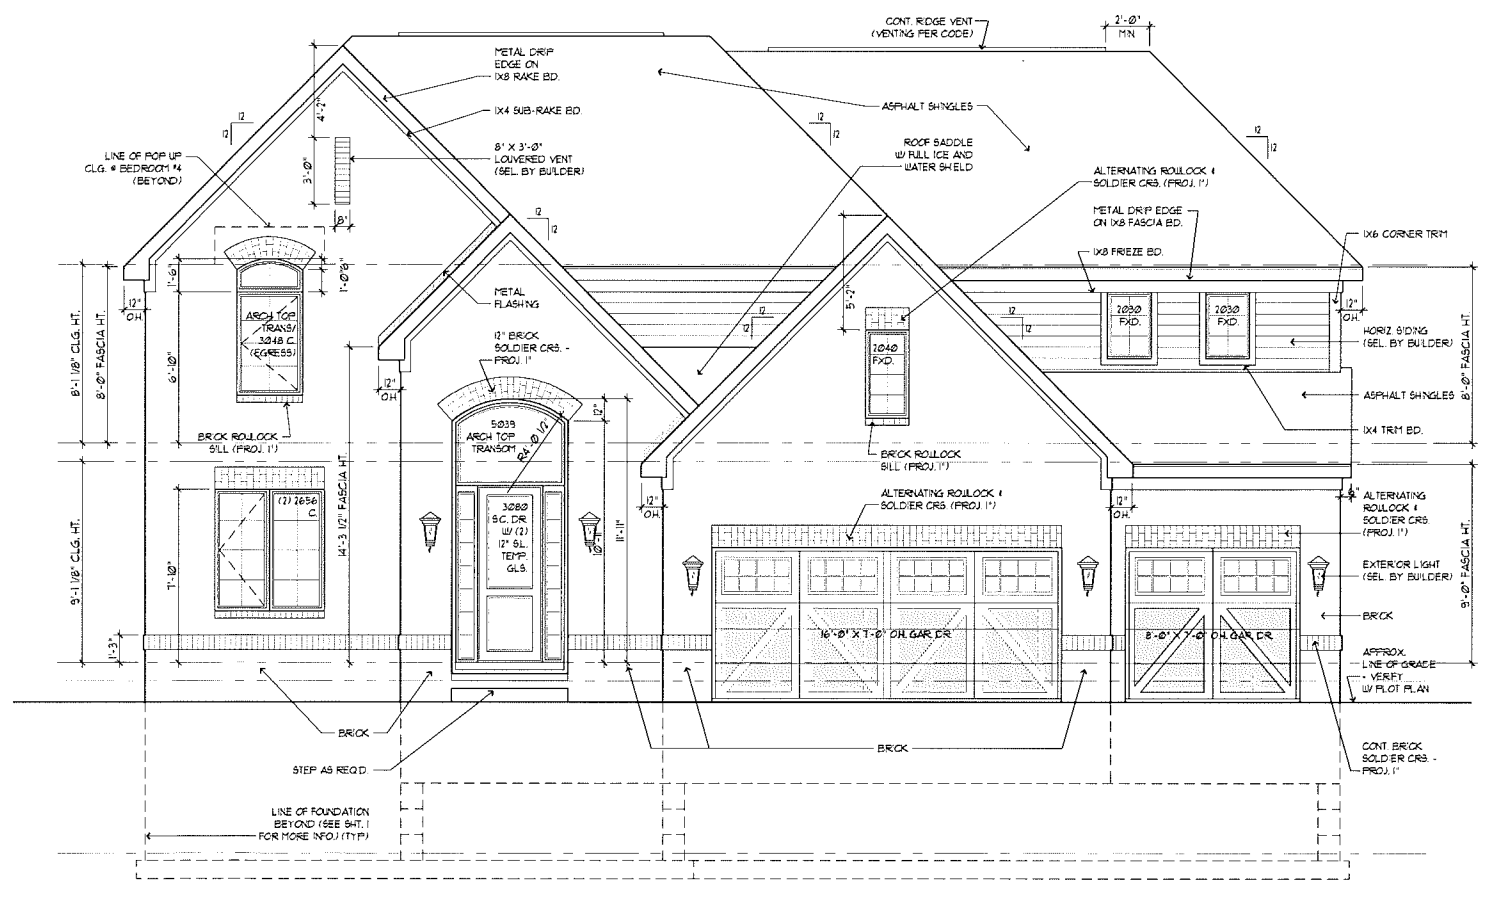 CONT. RIDGE VENT
(VENTING PER CODE)
2'-0"
MIN
METAL DRIP
EDGE ON
1X8 RAKE BD.
1X4 SUB-RAKE BD.
ASPHALT SHINGLES
4'-2"
12
12
12
12
12
12
LINE OF POP UP
CLG. @ BEDROOM #4
(BEYOND)
3'-0"
8" X 3'-0"
LOUVERED VENT
(SEL. BY BUILDER)
ROOF SADDLE
W/ FULL ICE AND
WATER SHIELD
ALTERNATING ROWLOCK &
SOLDIER CRS. (PROJ. 1")
METAL DRIP EDGE
ON 1X8 FASCIA BD.
8"
12
12
1X6 CORNER TRIM
1X8 FRIEZE BD.
1'-6"
1'-0"
6"
12"
O.H.
METAL
FLASHING
5'-2"
12
12
12
12
2030
FXD.
2030
FXD.
12"
O.H.
ARCH TOP
TRANS/
3048 C.
(EGRESS)
12" BRICK
SOLDIER CRS. -
PROJ. 1"
2040
FXD.
HORIZ. SIDING
(SEL. BY BUILDER)
8'-1 1/8" CLG. HT.
8'-0" FASCIA HT.
6'-10"
12"
O.H.
12"
8'-0" FASCIA HT.
ASPHALT SHINGLES
1X4 TRIM BD.
BRICK ROWLOCK
SILL (PROJ. 1")
5039
ARCH TOP
TRANSOM
R4'-0 1/2"
BRICK ROWLOCK
SILL (PROJ. 1")
ALTERNATING ROWLOCK &
SOLDIER CRS. (PROJ. 1")
12"
O.H.
12"
O.H.
6"
ALTERNATING
ROWLOCK &
SOLDIER CRS.
(PROJ. 1")
(2) 2656
C.
3080
S.C. DR.
W/ (2)
12" S.L.
TEMP.
GLS.
14'-3 1/2" FASCIA HT.
10'-11"
11'-11"
9'-1 1/8" CLG. HT.
7'-10"
1'-3"
EXTERIOR LIGHT
(SEL. BY BUILDER)
9'-0" FASCIA HT.
BRICK
16'-0" X 7'-0" O.H. GAR. DR.
8'-0" X 7'-0" O.H. GAR. DR.
APPROX.
LINE OF GRADE
- VERIFY
W/ PLOT PLAN
BRICK
BRICK
STEP AS REQ'D.
CONT. BRICK
SOLDIER CRS. -
PROJ. 1"
LINE OF FOUNDATION
BEYOND (SEE SHT. 1
FOR MORE INFO.) (TYP)